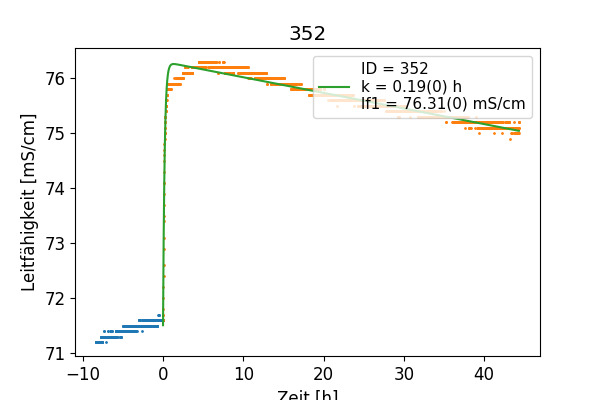 352
ID = 352
k = 0.19(0) h
lf1 = 76.31(0) mS/cm
Leitfähigkeit [mS/cm]
76
75
74
73
72
71
−10
0
10
20
30
40
Zeit [h]